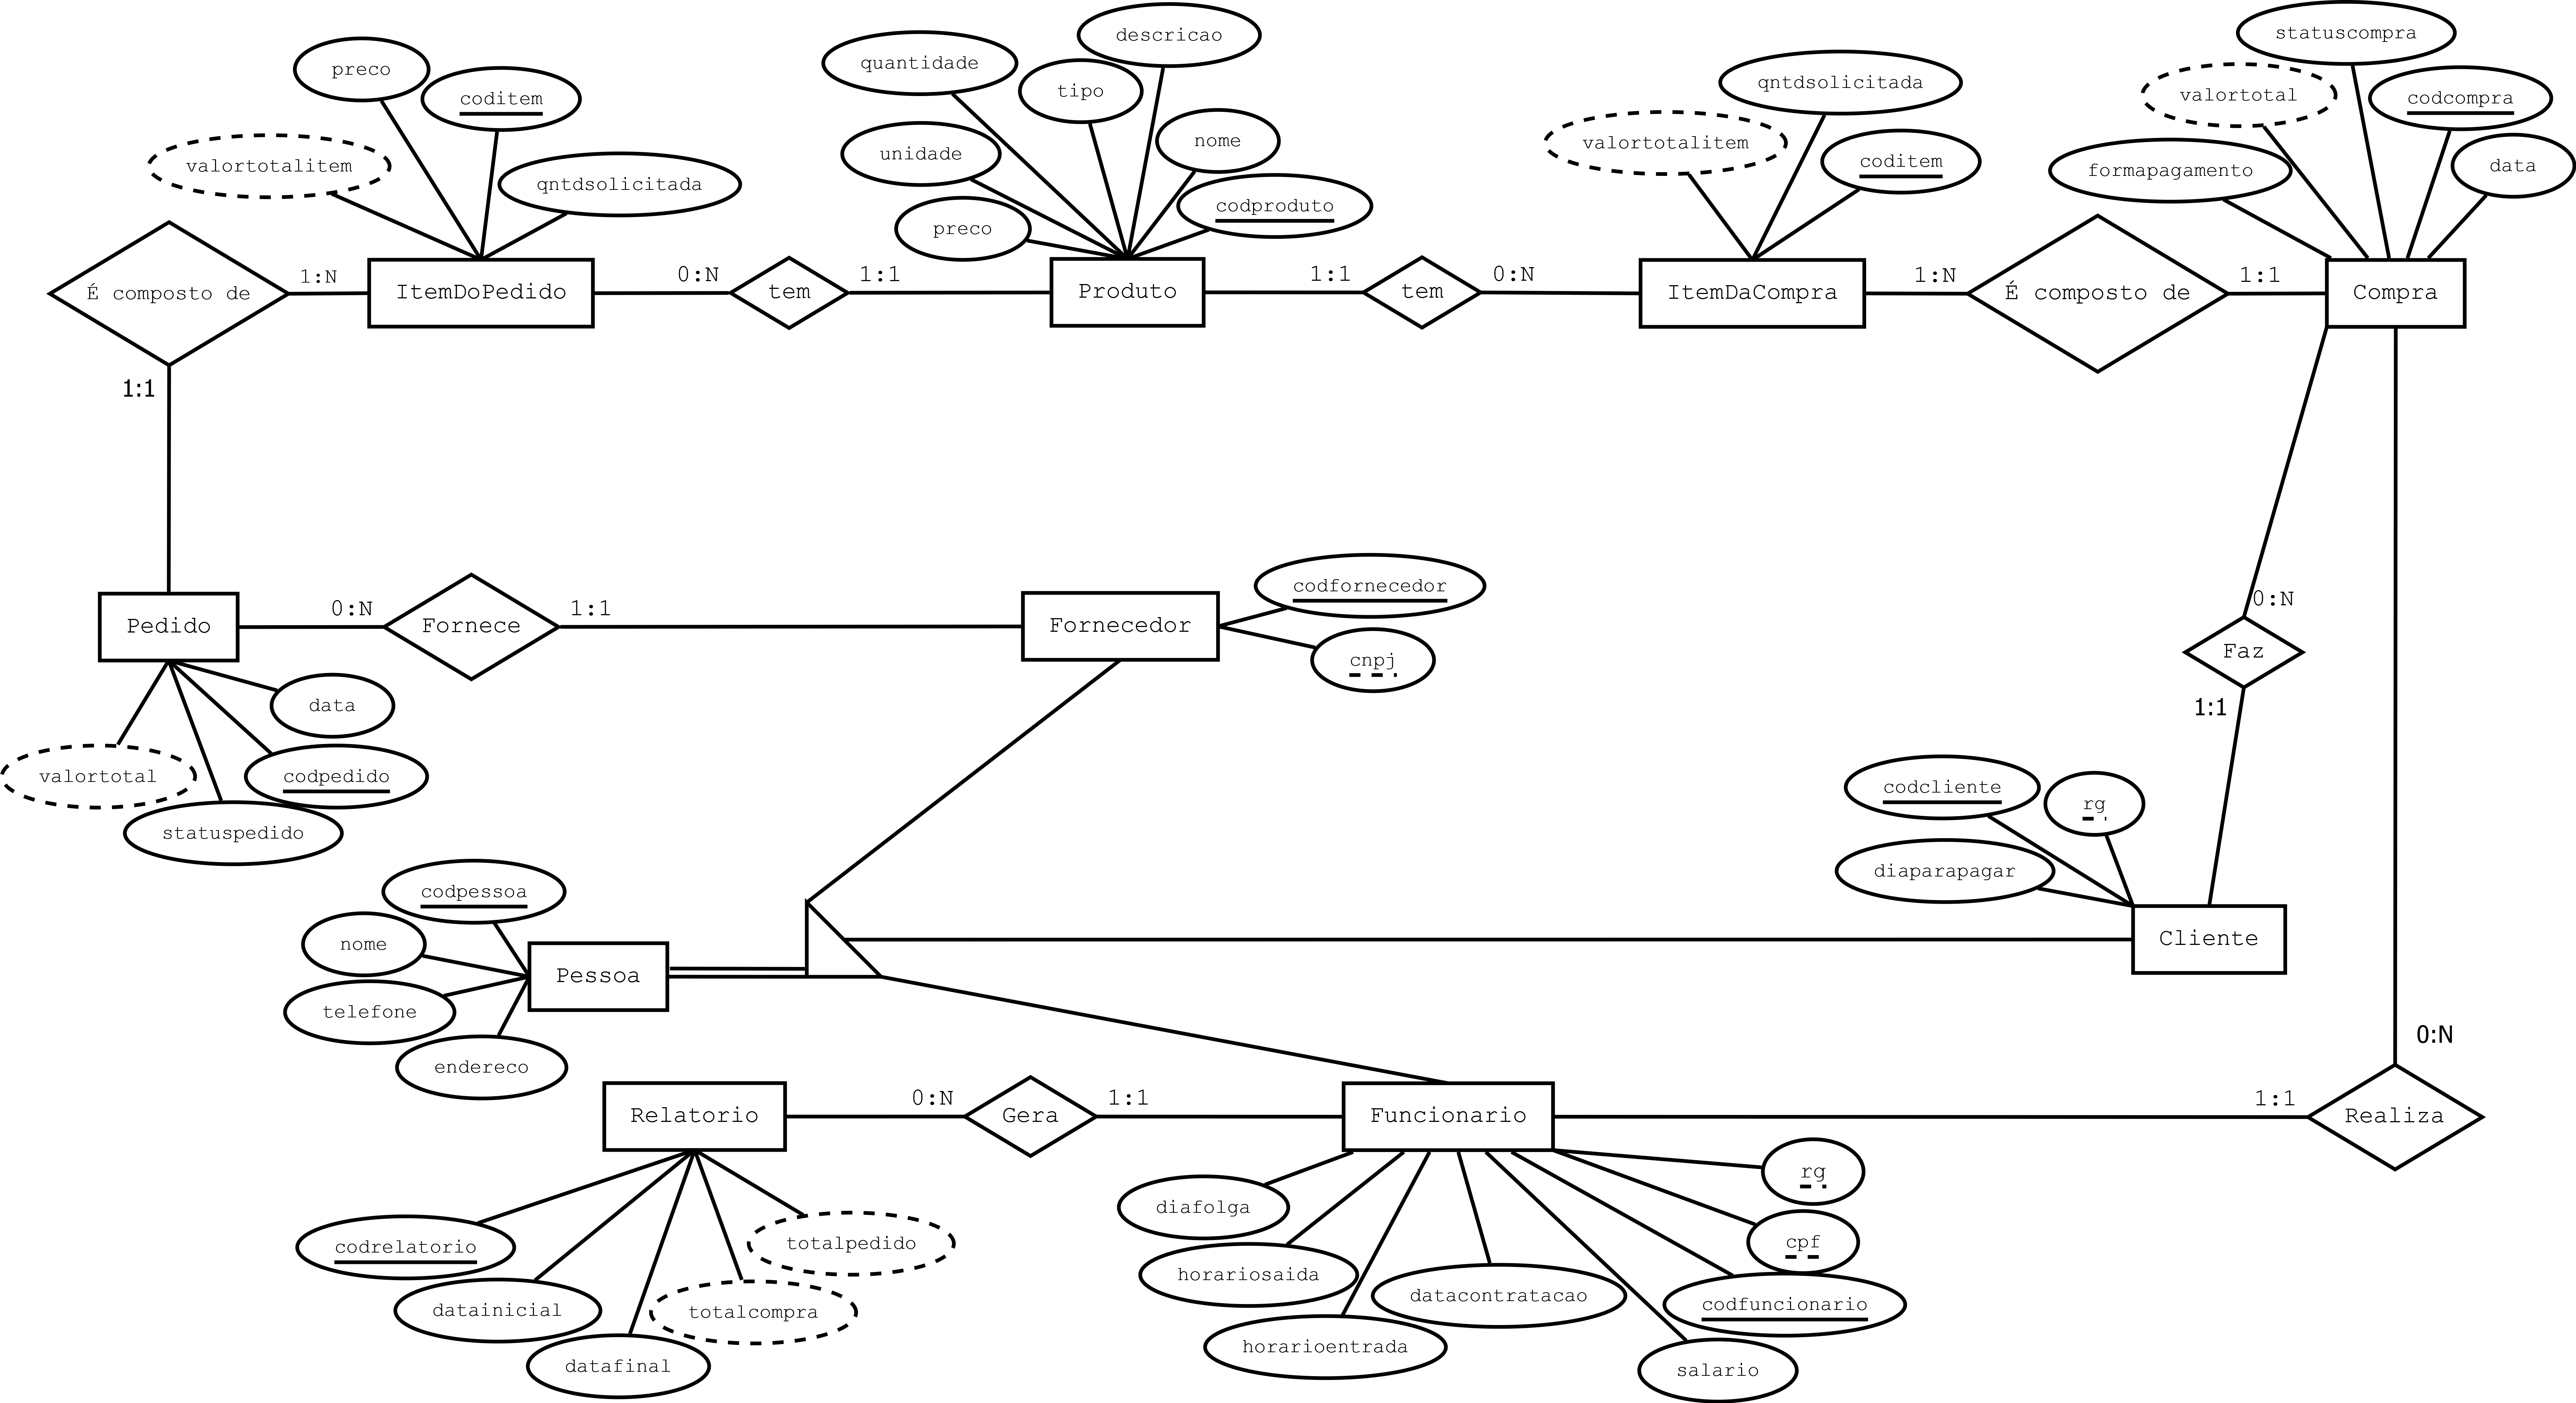 statuscompra
descricao
quantidade
preco
tipo
qntdsolicitada
valortotal
codcompra
coditem
nome
valortotalitem
unidade
coditem
data
valortotalitem
formapagamento
qntdsolicitada
codproduto
preco
É composto de
1:N
ItemDoPedido
0:N
tem
1:1
Produto
1:1
tem
0:N
ItemDaCompra
1:N
É composto de
1:1
Compra
1:1
codfornecedor
0:N
Pedido
0:N
Fornece
1:1
Fornecedor
cnpj
Faz
1:1
data
valortotal
codpedido
statuspedido
codcliente
rg
diaparapagar
codpessoa
nome
Cliente
Pessoa
telefone
endereco
0:N
Relatorio
0:N
Gera
1:1
Funcionario
1:1
Realiza
rg
diafolga
codrelatorio
totalpedido
cpf
horariosaida
datainicial
totalcompra
datacontratacao
codfuncionario
horarioentrada
datafinal
salario